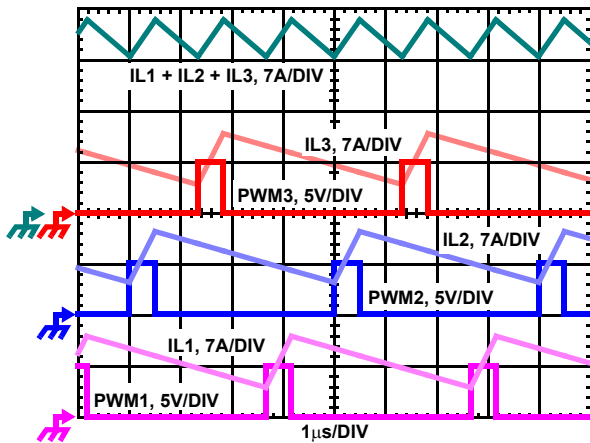 IL1 + IL2 + IL3, 7A/DIV
IL3, 7A/DIV
PWM3, 5V/DIV
IL2, 7A/DIV
PWM2, 5V/DIV
IL1, 7A/DIV
PWM1, 5V/DIV
1μs/DIV